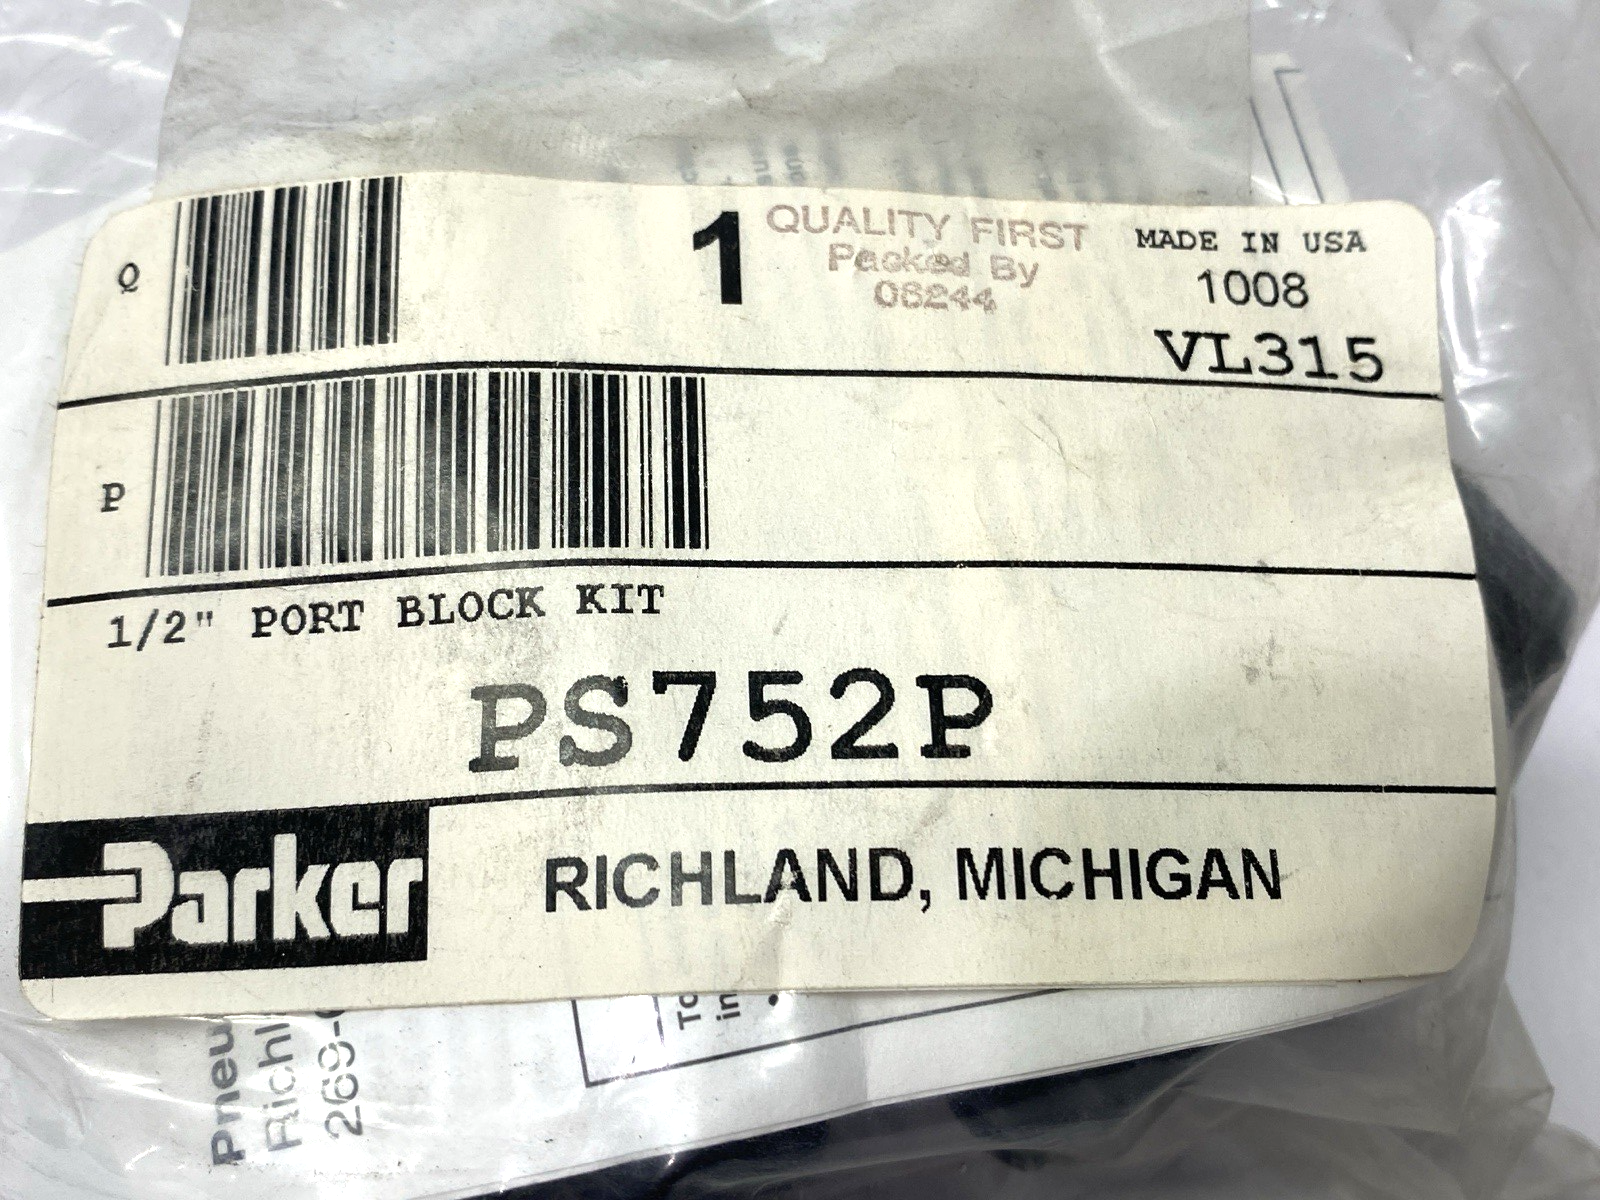 Q
1
QUALITY FIRST
Packed By
06244
MADE IN USA
1008
VL315
P
1/2" PORT BLOCK KIT
PS752P
Parker
RICHLAND, MICHIGAN